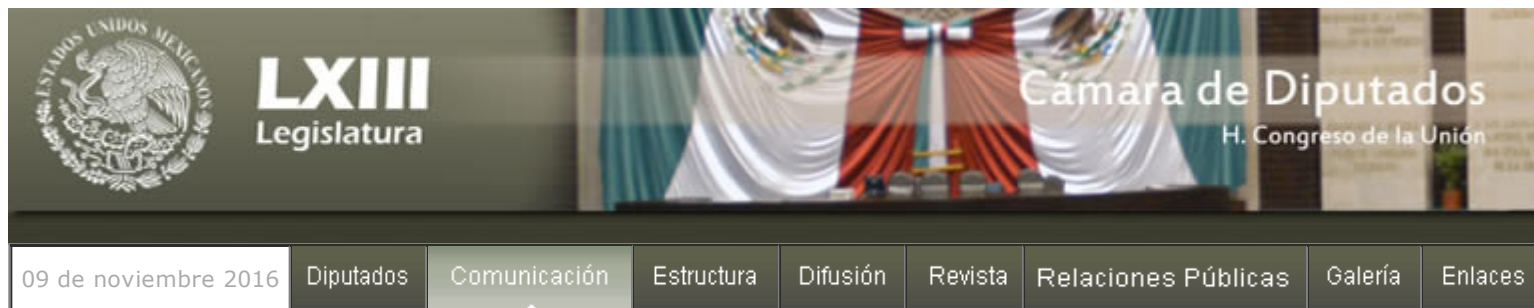 ESTADOS UNIDOS MEXICANOS
LXIII
Legislatura
Cámara de Diputados
H. Congreso de la Unión
09 de noviembre 2016
Diputados
Comunicación
Estructura
Difusión
Revista
Relaciones Públicas
Galería
Enlaces